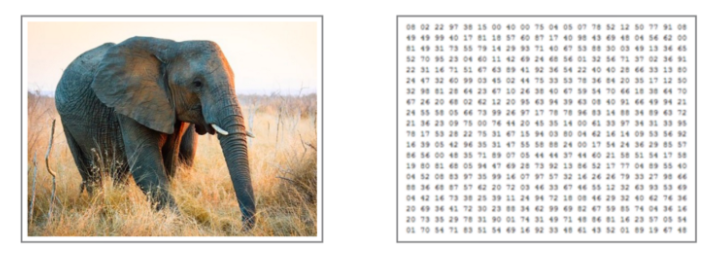 08 02 22 97 38 15 00 40 00 75 04 05 07 78 52 12 50 77 91 08
49 49 99 40 17 81 18 57 60 87 17 40 98 43 69 48 04 56 62 00
81 49 31 73 55 79 14 29 93 71 40 67 53 88 30 03 49 13 36 65
52 70 95 23 04 60 11 42 69 24 68 56 01 32 56 71 37 02 36 91
22 31 16 71 51 67 63 89 41 92 36 54 22 40 40 28 66 33 13 80
24 47 32 60 99 03 45 02 44 75 33 53 78 36 84 20 35 17 12 50
32 98 81 28 64 23 67 10 26 38 40 67 59 54 70 66 18 38 64 70
67 26 20 68 02 62 12 20 95 63 94 39 63 08 40 91 66 49 94 21
24 55 58 05 66 73 99 26 97 17 78 78 96 83 14 88 34 89 63 72
21 36 23 09 75 00 76 44 20 45 35 14 00 61 33 97 34 31 33 95
78 17 53 28 22 75 31 67 15 94 03 80 04 62 16 14 09 53 56 92
16 39 05 42 96 35 31 47 55 58 88 24 00 17 54 24 36 29 85 57
86 56 00 48 35 71 89 07 05 44 44 37 44 60 21 58 51 54 17 58
19 80 81 68 05 94 47 69 28 73 92 13 86 52 17 77 04 89 55 40
04 52 08 83 97 35 99 16 07 97 57 32 16 26 26 79 33 27 98 66
88 36 68 87 57 62 20 72 03 46 33 67 46 55 12 32 63 93 53 69
04 42 16 73 38 25 39 11 24 94 72 18 08 46 29 32 40 62 76 36
20 69 36 41 72 30 23 88 34 62 99 69 82 67 59 85 74 04 36 16
20 73 35 29 78 31 90 01 74 31 49 71 48 86 81 16 23 57 05 54
01 70 54 71 83 51 54 69 16 92 33 48 61 43 52 01 89 19 67 48